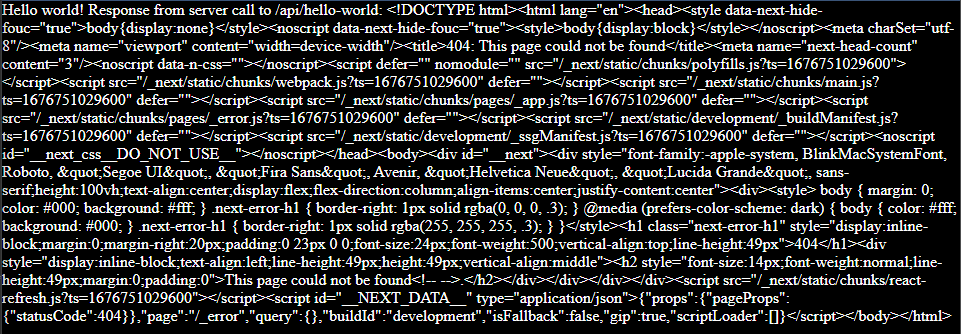 Hello world! Response from server call to /api/hello-world: <!DOCTYPE html><html lang="en"><head><style data-next-hide-
fouc="true">body{display:none}</style><noscript data-next-hide-fouc="true"><style>body{display:block}</style></noscript><meta charSet="utf-
8"/><meta name="viewport" content="width=device-width"/><title>404: This page could not be found</title><meta name="next-head-count"
content="3"/><noscript data-n-css=""></noscript><script defer="" nomodule="" src="/_next/static/chunks/polyfills.js?ts=1676751029600">
</script><script src="/_next/static/chunks/webpack.js?ts=1676751029600" defer=""></script><script src="/_next/static/chunks/main.js?
ts=1676751029600" defer=""></script><script src="/_next/static/chunks/pages/_app.js?ts=1676751029600" defer=""></script><script
src="/_next/static/chunks/pages/_error.js?ts=1676751029600" defer=""></script><script src="/_next/static/development/_buildManifest.js?
ts=1676751029600" defer=""></script><script src="/_next/static/development/_ssgManifest.js?ts=1676751029600" defer=""></script><noscript
id="__next_css__DO_NOT_USE__"></noscript></head><body><div id="__next"><div style="font-family:-apple-system, BlinkMacSystemFont,
Roboto, &quot;Segoe UI&quot;, &quot;Fira Sans&quot;, Avenir, &quot;Helvetica Neue&quot;, &quot;Lucida Grande&quot;, sans-
serif;height:100vh;text-align:center;display:flex;flex-direction:column;align-items:center;justify-content:center"><div><style> body { margin: 0;
color: #000; background: #fff; } .next-error-h1 { border-right: 1px solid rgba(0, 0, 0, .3); } @media (prefers-color-scheme: dark) { body { color: #fff;
background: #000; } .next-error-h1 { border-right: 1px solid rgba(255, 255, 255, .3); } }</style><h1 class="next-error-h1" style="display:inline-
block;margin:0;margin-right:20px;padding:0 23px 0 0;font-size:24px;font-weight:500;vertical-align:top;line-height:49px">404</h1><div
style="display:inline-block;text-align:left;line-height:49px;height:49px;vertical-align:middle"><h2 style="font-size:14px;font-weight:normal;line-
height:49px;margin:0;padding:0">This page could not be found<!-- -->.</h2></div></div></div></div><script src="/_next/static/chunks/react-
refresh.js?ts=1676751029600"></script><script id="__NEXT_DATA__" type="application/json">{"props":{"pageProps":
{"statusCode":404}},"page":"/_error","query":{},"buildId":"development","isFallback":false,"gip":true,"scriptLoader":[]}</script></body></html>